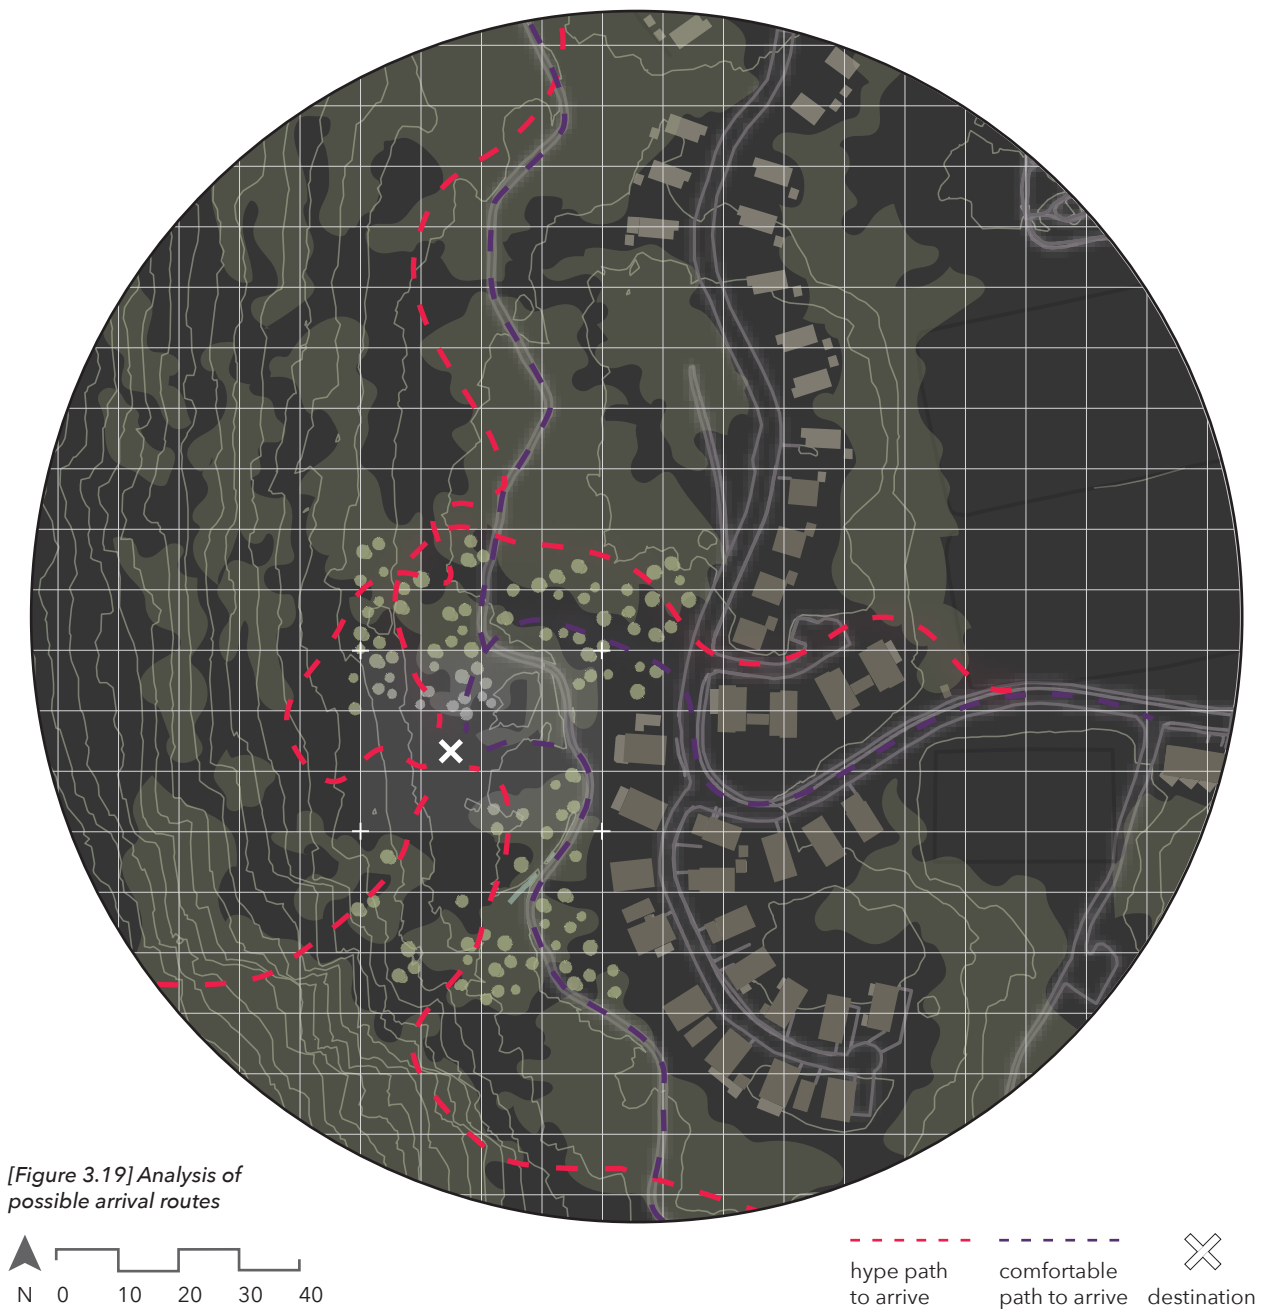 [Figure 3.19] Analysis of
possible arrival routes
N 0 10 20 30 40
hype path
to arrive
comfortable
path to arrive
destination